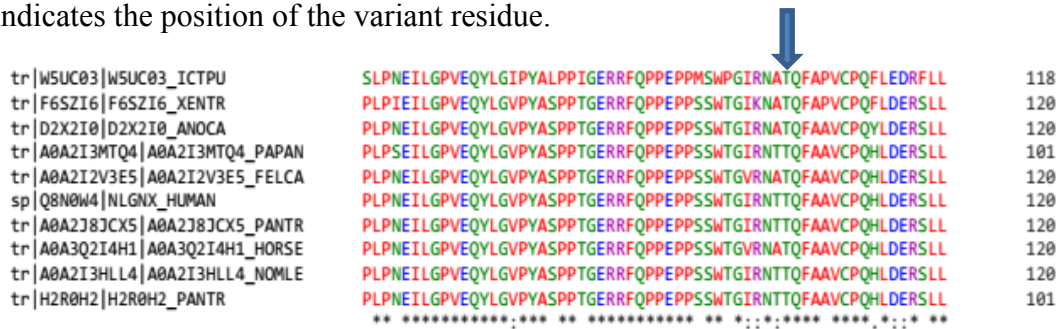 ndicates the position of the variant residue.
tr|W5UC03|W5UC03_ICTPU SLPNEILGPVEQYLGIPYALPPIGERRFQPPEPPMSWPGIRNATQFAPVCPQFLEDRFLL 118
tr|F6SZI6|F6SZI6_XENTR PLPIEILGPVEQYLGVPYASPPTGERRFQPPEPPSSWTGIKNATQFAPVCPQFLDERSLL 120
tr|D2X2I0|D2X2I0_ANOCA PLPNEILGPVEQYLGVPYASPPTGERRFQPPEPPSSWTGIRNATQFAAVCPQYLDERSLL 120
tr|A0A2I3MTQ4|A0A2I3MTQ4_PAPAN PLPSEILGPVEQYLGVPYASPPTGERRFQPPEPPSSWTGIRNTTQFAAVCPQHLDERSLL 101
tr|A0A2I2V3E5|A0A2I2V3E5_FELCA PLPNEILGPVEQYLGVPYASPPTGERRFQPPEPPSSWTGVRNATQFAAVCPQHLDERSLL 120
sp|Q8N0W4|NLGNX_HUMAN PLPNEILGPVEQYLGVPYASPPTGERRFQPPEPPSSWTGIRNTTQFAAVCPQHLDERSLL 120
tr|A0A2J8JCX5|A0A2J8JCX5_PANTR PLPNEILGPVEQYLGVPYASPPTGERRFQPPEPPSSWTGIRNTTQFAAVCPQHLDERSLL 120
tr|A0A3Q2I4H1|A0A3Q2I4H1_HORSE PLPNEILGPVEQYLGVPYASPPTGERRFQPPEPPSSWTGVRNATQFAAVCPQHLDERSLL 120
tr|A0A2I3HLL4|A0A2I3HLL4_NOMLE PLPNEILGPVEQYLGVPYASPPTGERRFQPPEPPSSWTGIRNTTQFAAVCPQHLDERSLL 120
tr|H2R0H2|H2R0H2_PANTR PLPNEILGPVEQYLGVPYASPPTGERRFQPPEPPSSWTGIRNTTQFAAVCPQHLDERSLL 101
** ***********:*** ** *********** ** *::*:**** ****.*::* **